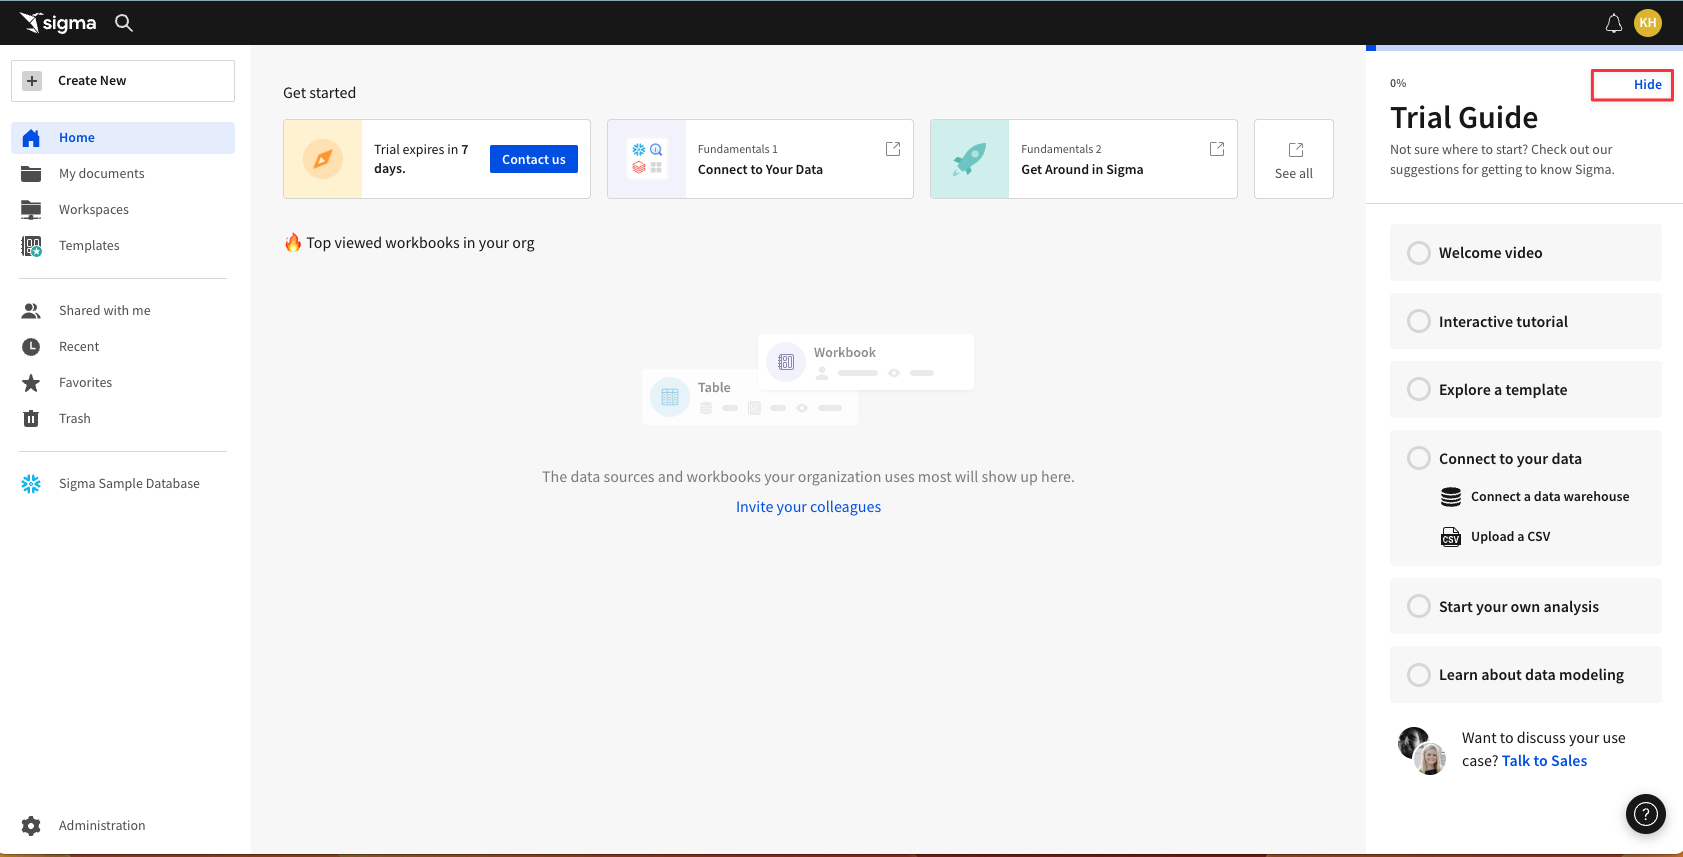 sigma
KH
Create New
Home
My documents
Workspaces
Templates
Shared with me
Recent
Favorites
Trash
Sigma Sample Database
Administration
Get started
Trial expires in 7
days.
Contact us
Fundamentals 1
Connect to Your Data
Fundamentals 2
Get Around in Sigma
See all
Top viewed workbooks in your org
Workbook
Table
The data sources and workbooks your organization uses most will show up here.
Invite your colleagues
0%
Hide
Trial Guide
Not sure where to start? Check out our
suggestions for getting to know Sigma.
Welcome video
Interactive tutorial
Explore a template
Connect to your data
Connect a data warehouse
CSV
Upload a CSV
Start your own analysis
Learn about data modeling
Want to discuss your use
case? Talk to Sales
?